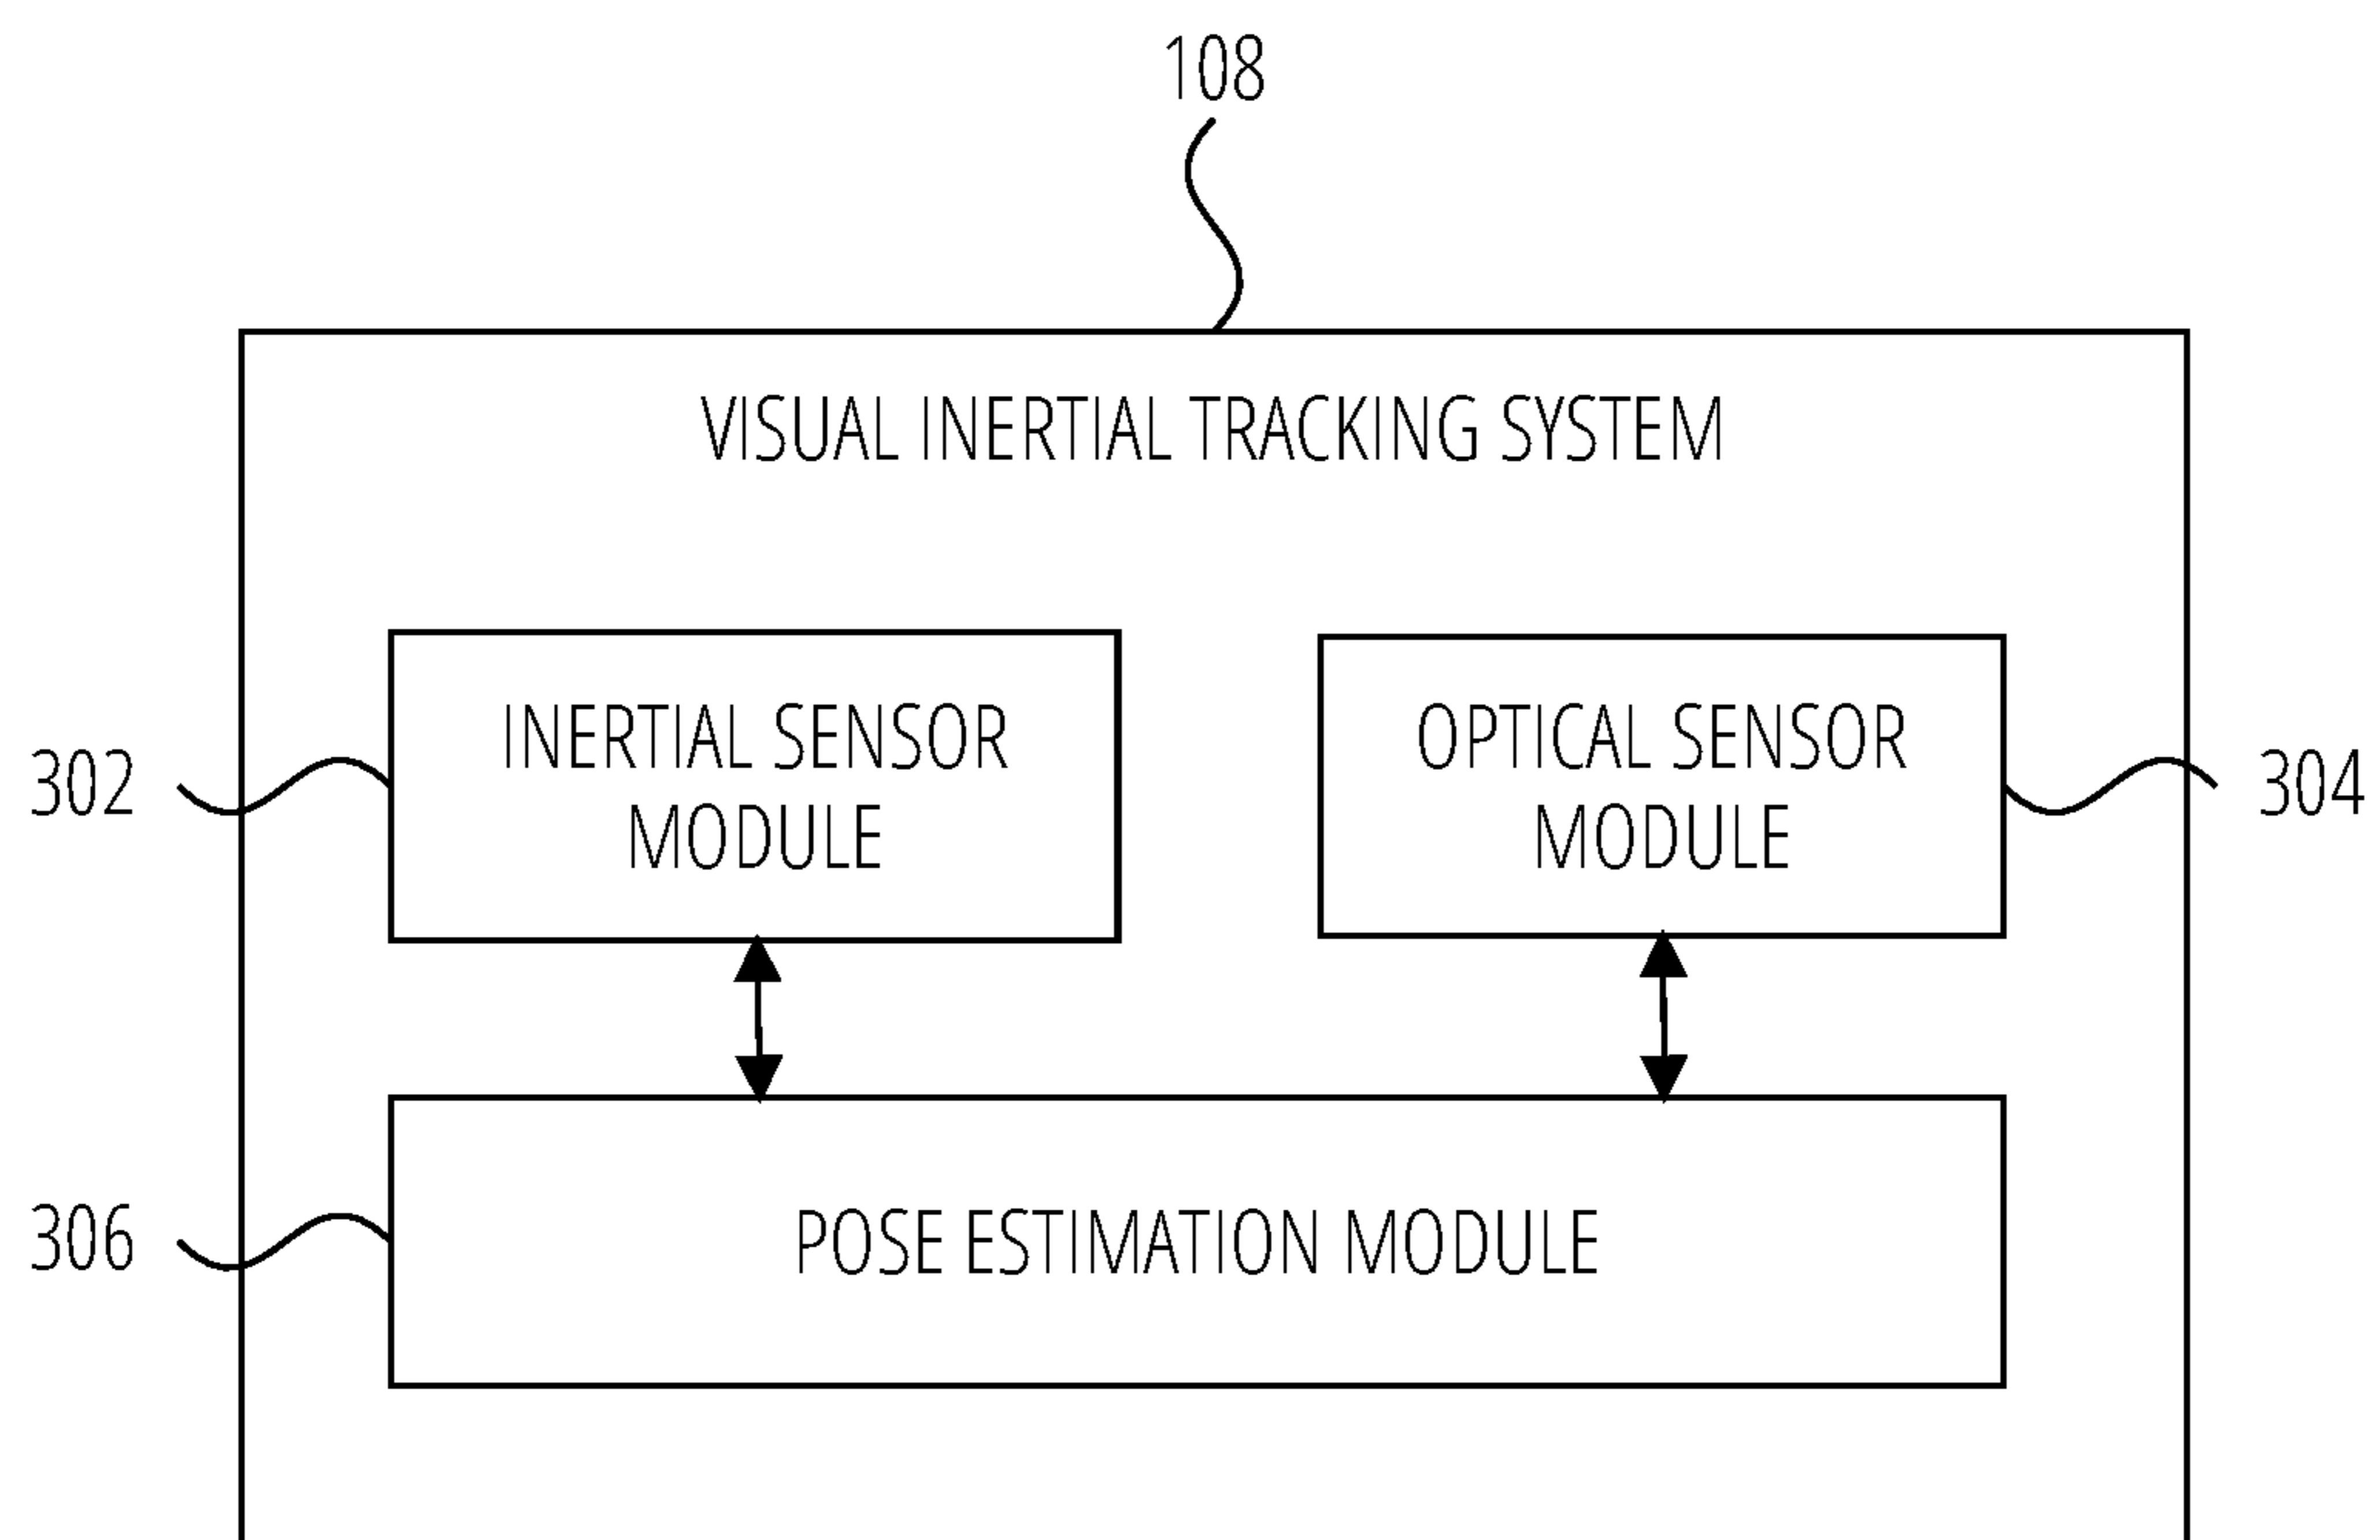 108
VISUAL INERTIAL TRACKING SYSTEM
INERTIAL SENSOR
MODULE
OPTICAL SENSOR
MODULE
302
304
306
POSE ESTIMATION MODULE